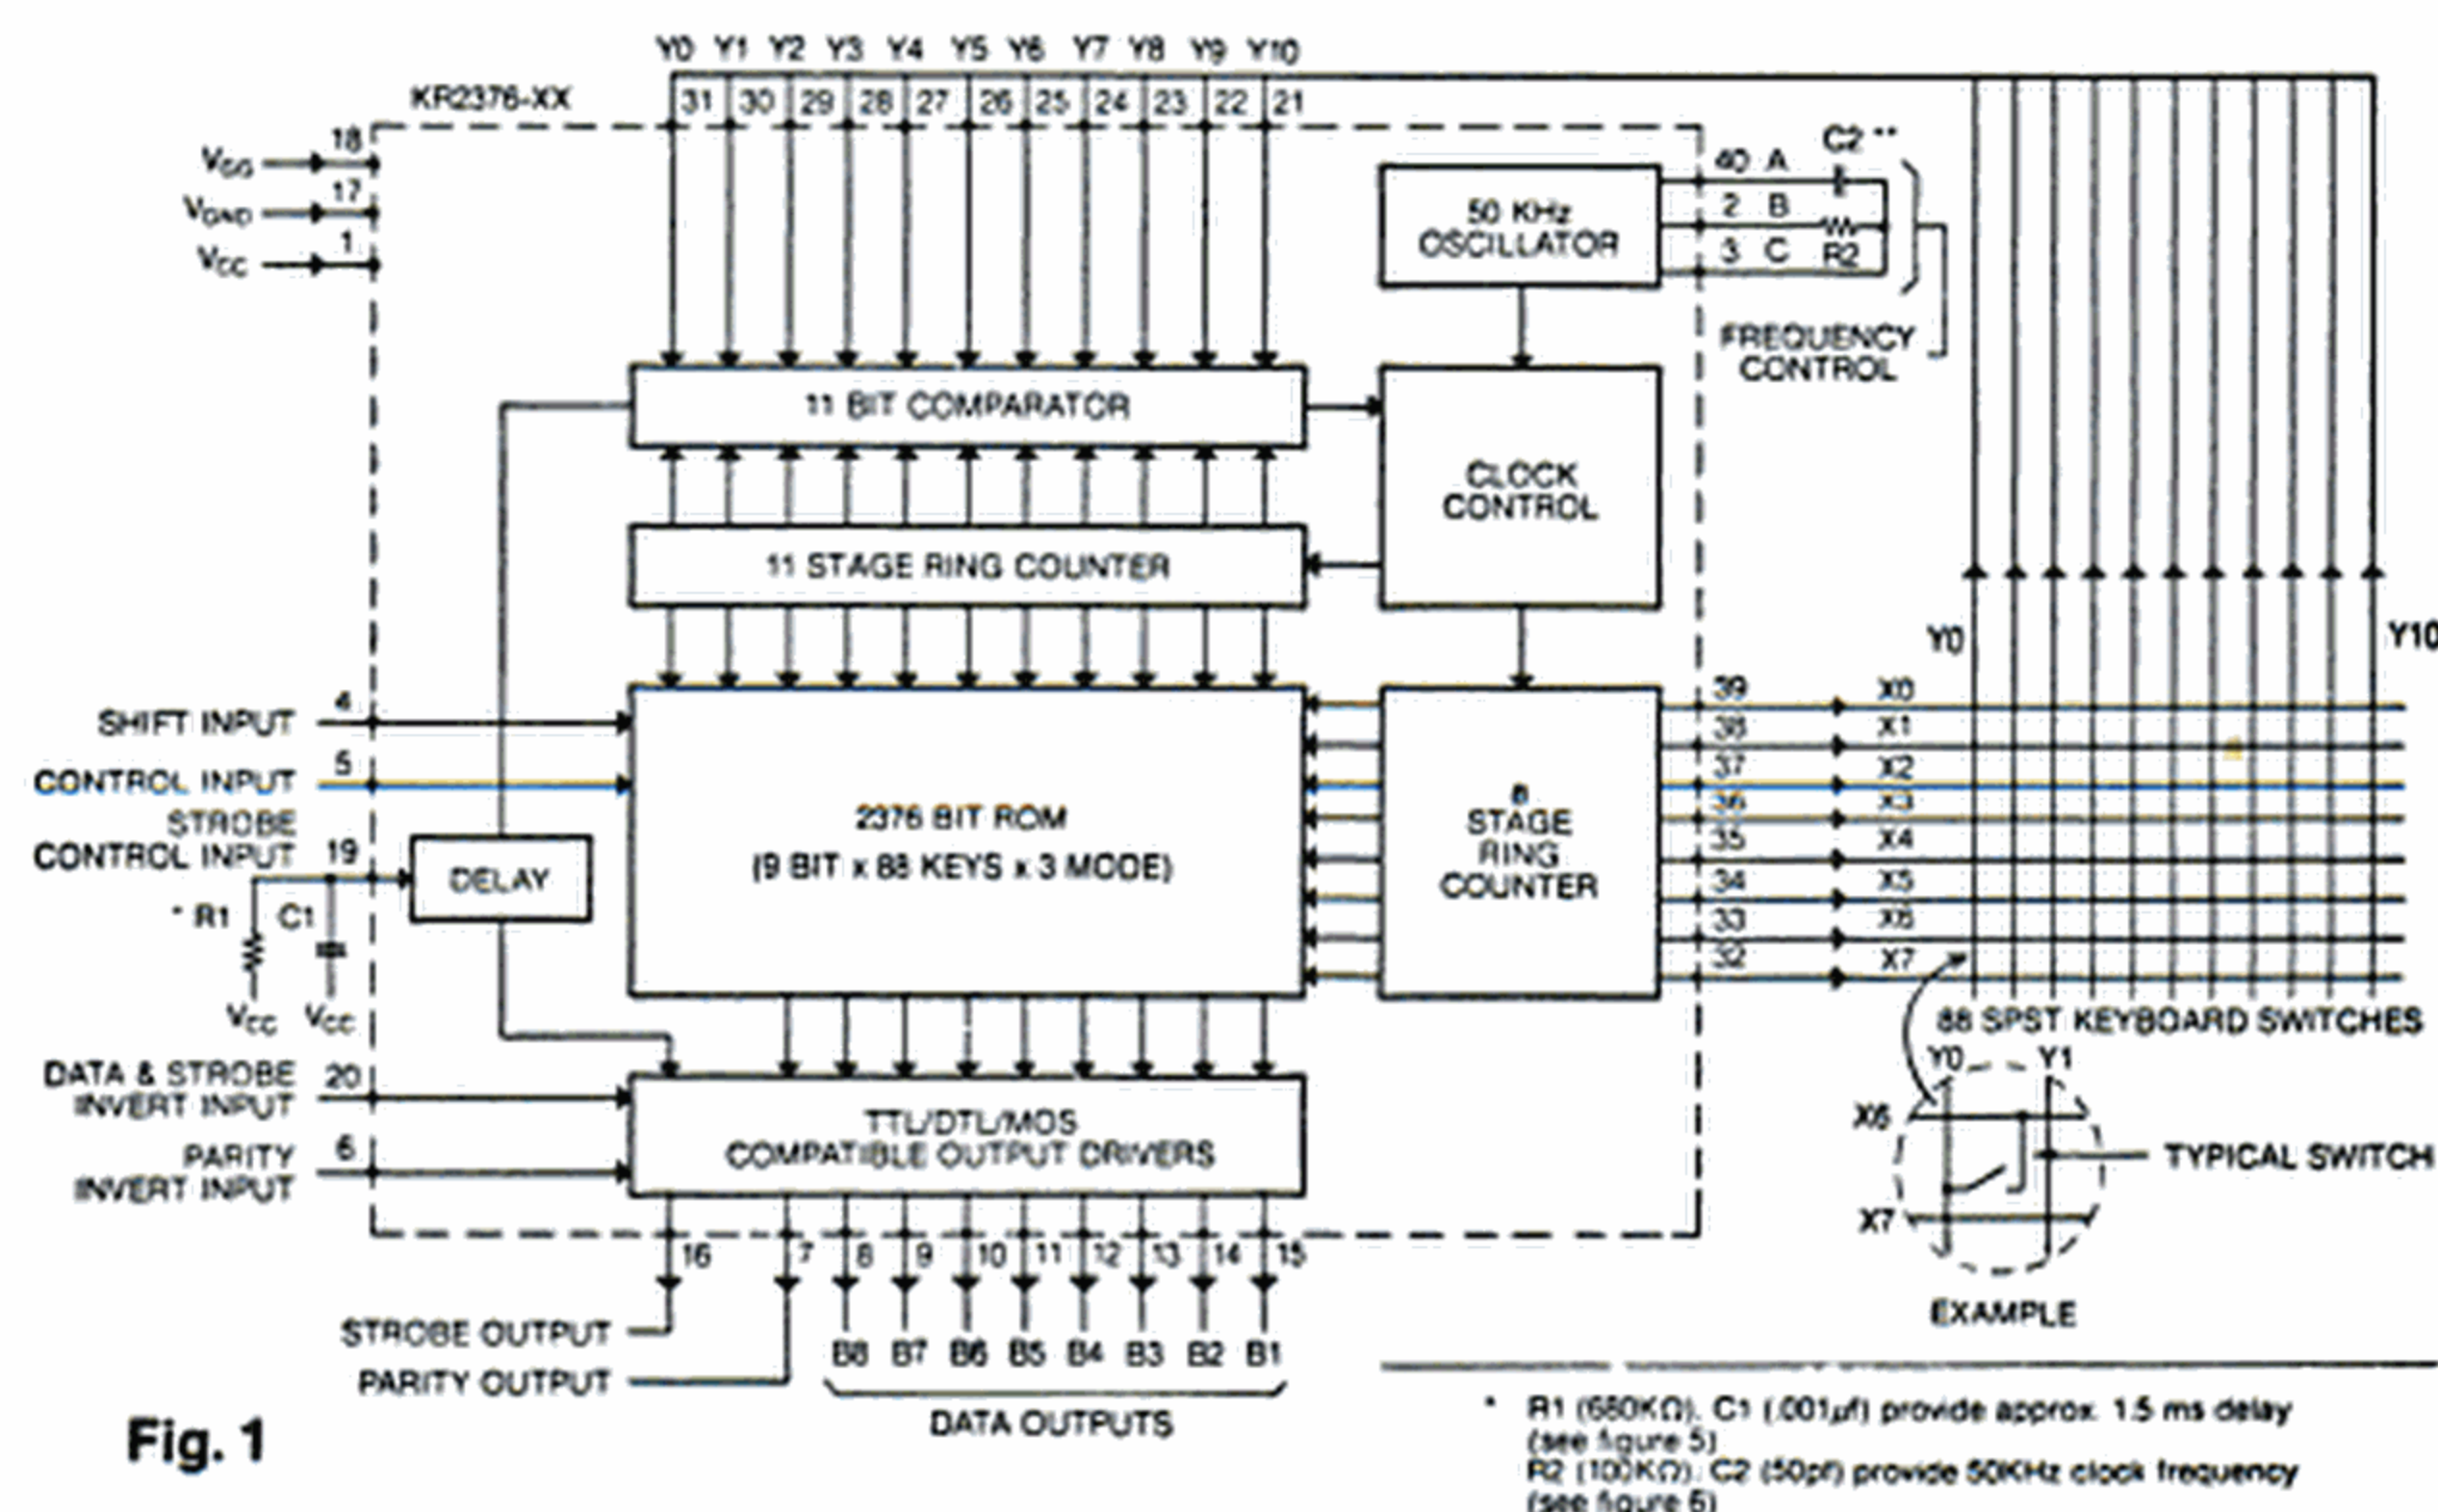 Y0 Y1 Y2 Y3 Y4 Y5 Y6 Y7 Y8 Y9 Y10
KR2376-XX
31 30 29 28 27 26 25 24 23 22 21
VGG 18
VGND 17
VCC 1
50 KHz
OSCILLATOR
40 A C2 **
2 B
3 C R2
FREQUENCY
CONTROL
11 BIT COMPARATOR
CLOCK
CONTROL
11 STAGE RING COUNTER
Y0 Y10
SHIFT INPUT 4
CONTROL INPUT 5
STROBE
CONTROL INPUT 19
DELAY
* R1 C1
VCC VCC
2376 BIT ROM
(9 BIT x 88 KEYS x 3 MODE)
8
STAGE
RING
COUNTER
39 X0
38 X1
37 X2
36 X3
35 X4
34 X5
33 X6
32 X7
88 SPST KEYBOARD SWITCHES
Y0 Y1
X6
TYPICAL SWITCH
X7
EXAMPLE
DATA & STROBE
INVERT INPUT 20
PARITY
INVERT INPUT 6
TTL/DTL/MOS
COMPATIBLE OUTPUT DRIVERS
16 7 8 9 10 11 12 13 14 15
STROBE OUTPUT
PARITY OUTPUT
B8 B7 B6 B5 B4 B3 B2 B1
DATA OUTPUTS
Fig. 1
* R1 (680KΩ), C1 (.001µf) provide approx. 1.5 ms delay
(see figure 5)
R2 (100KΩ), C2 (50pf) provide 50KHz clock frequency
(see figure 6)